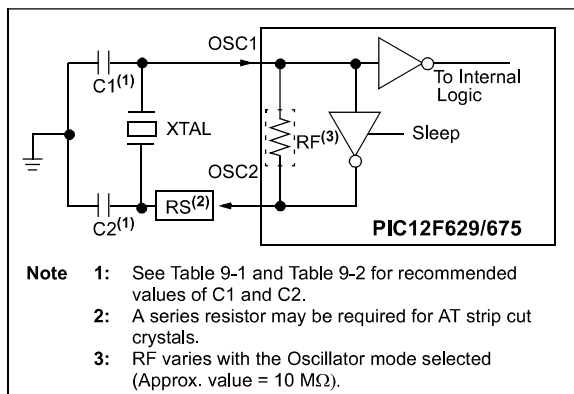 OSC1
C1(1)
To Internal
Logic
XTAL
RF(3)
Sleep
OSC2
C2(1)
RS(2)
PIC12F629/675
Note 1: See Table 9-1 and Table 9-2 for recommended
values of C1 and C2.
2: A series resistor may be required for AT strip cut
crystals.
3: RF varies with the Oscillator mode selected
(Approx. value = 10 MΩ).